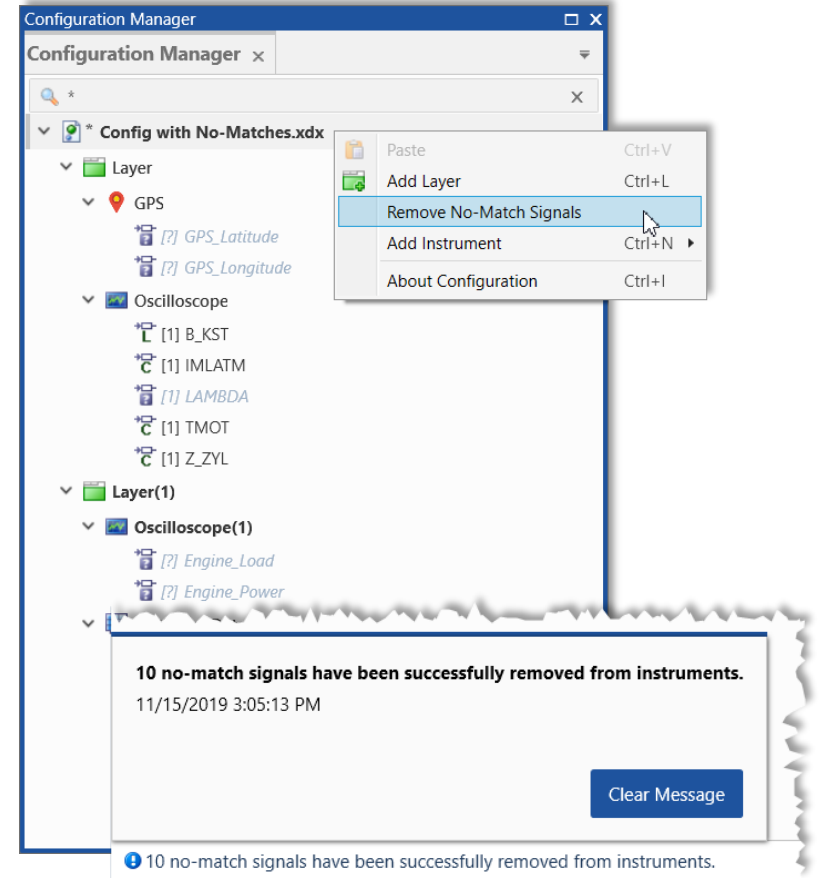 Configuration Manager
Configuration Manager
*
* Config with No-Matches.xdx
Paste Ctrl+V
Add Layer Ctrl+L
Remove No-Match Signals
Add Instrument Ctrl+N
About Configuration Ctrl+I
Layer
GPS
[?] GPS_Latitude
[?] GPS_Longitude
Oscilloscope
[1] B_KST
[1] IMLATM
[1] LAMBDA
[1] TMOT
[1] Z_ZYL
Layer(1)
Oscilloscope(1)
[?] Engine_Load
[?] Engine_Power
10 no-match signals have been successfully removed from instruments.
11/15/2019 3:05:13 PM
Clear Message
10 no-match signals have been successfully removed from instruments.